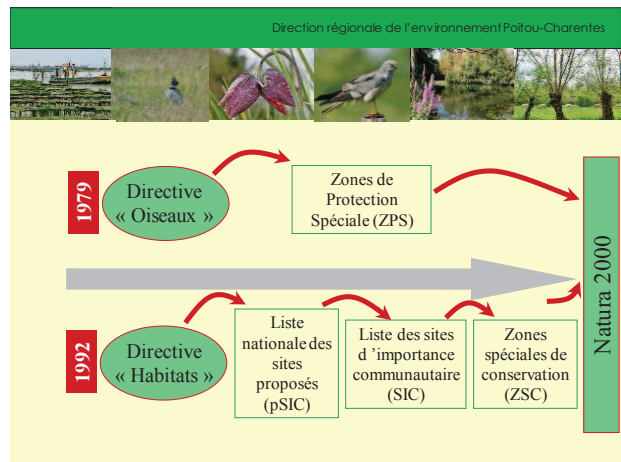 Direction régionale de l'environnement Poitou-Charentes
1979
Directive
« Oiseaux »
Zones de
Protection
Spéciale (ZPS)
Natura 2000
1992
Directive
« Habitats »
Liste
nationale des
sites
proposés
(pSIC)
Liste des sites
d ’importance
communautaire
(SIC)
Zones
spéciales de
conservation
(ZSC)